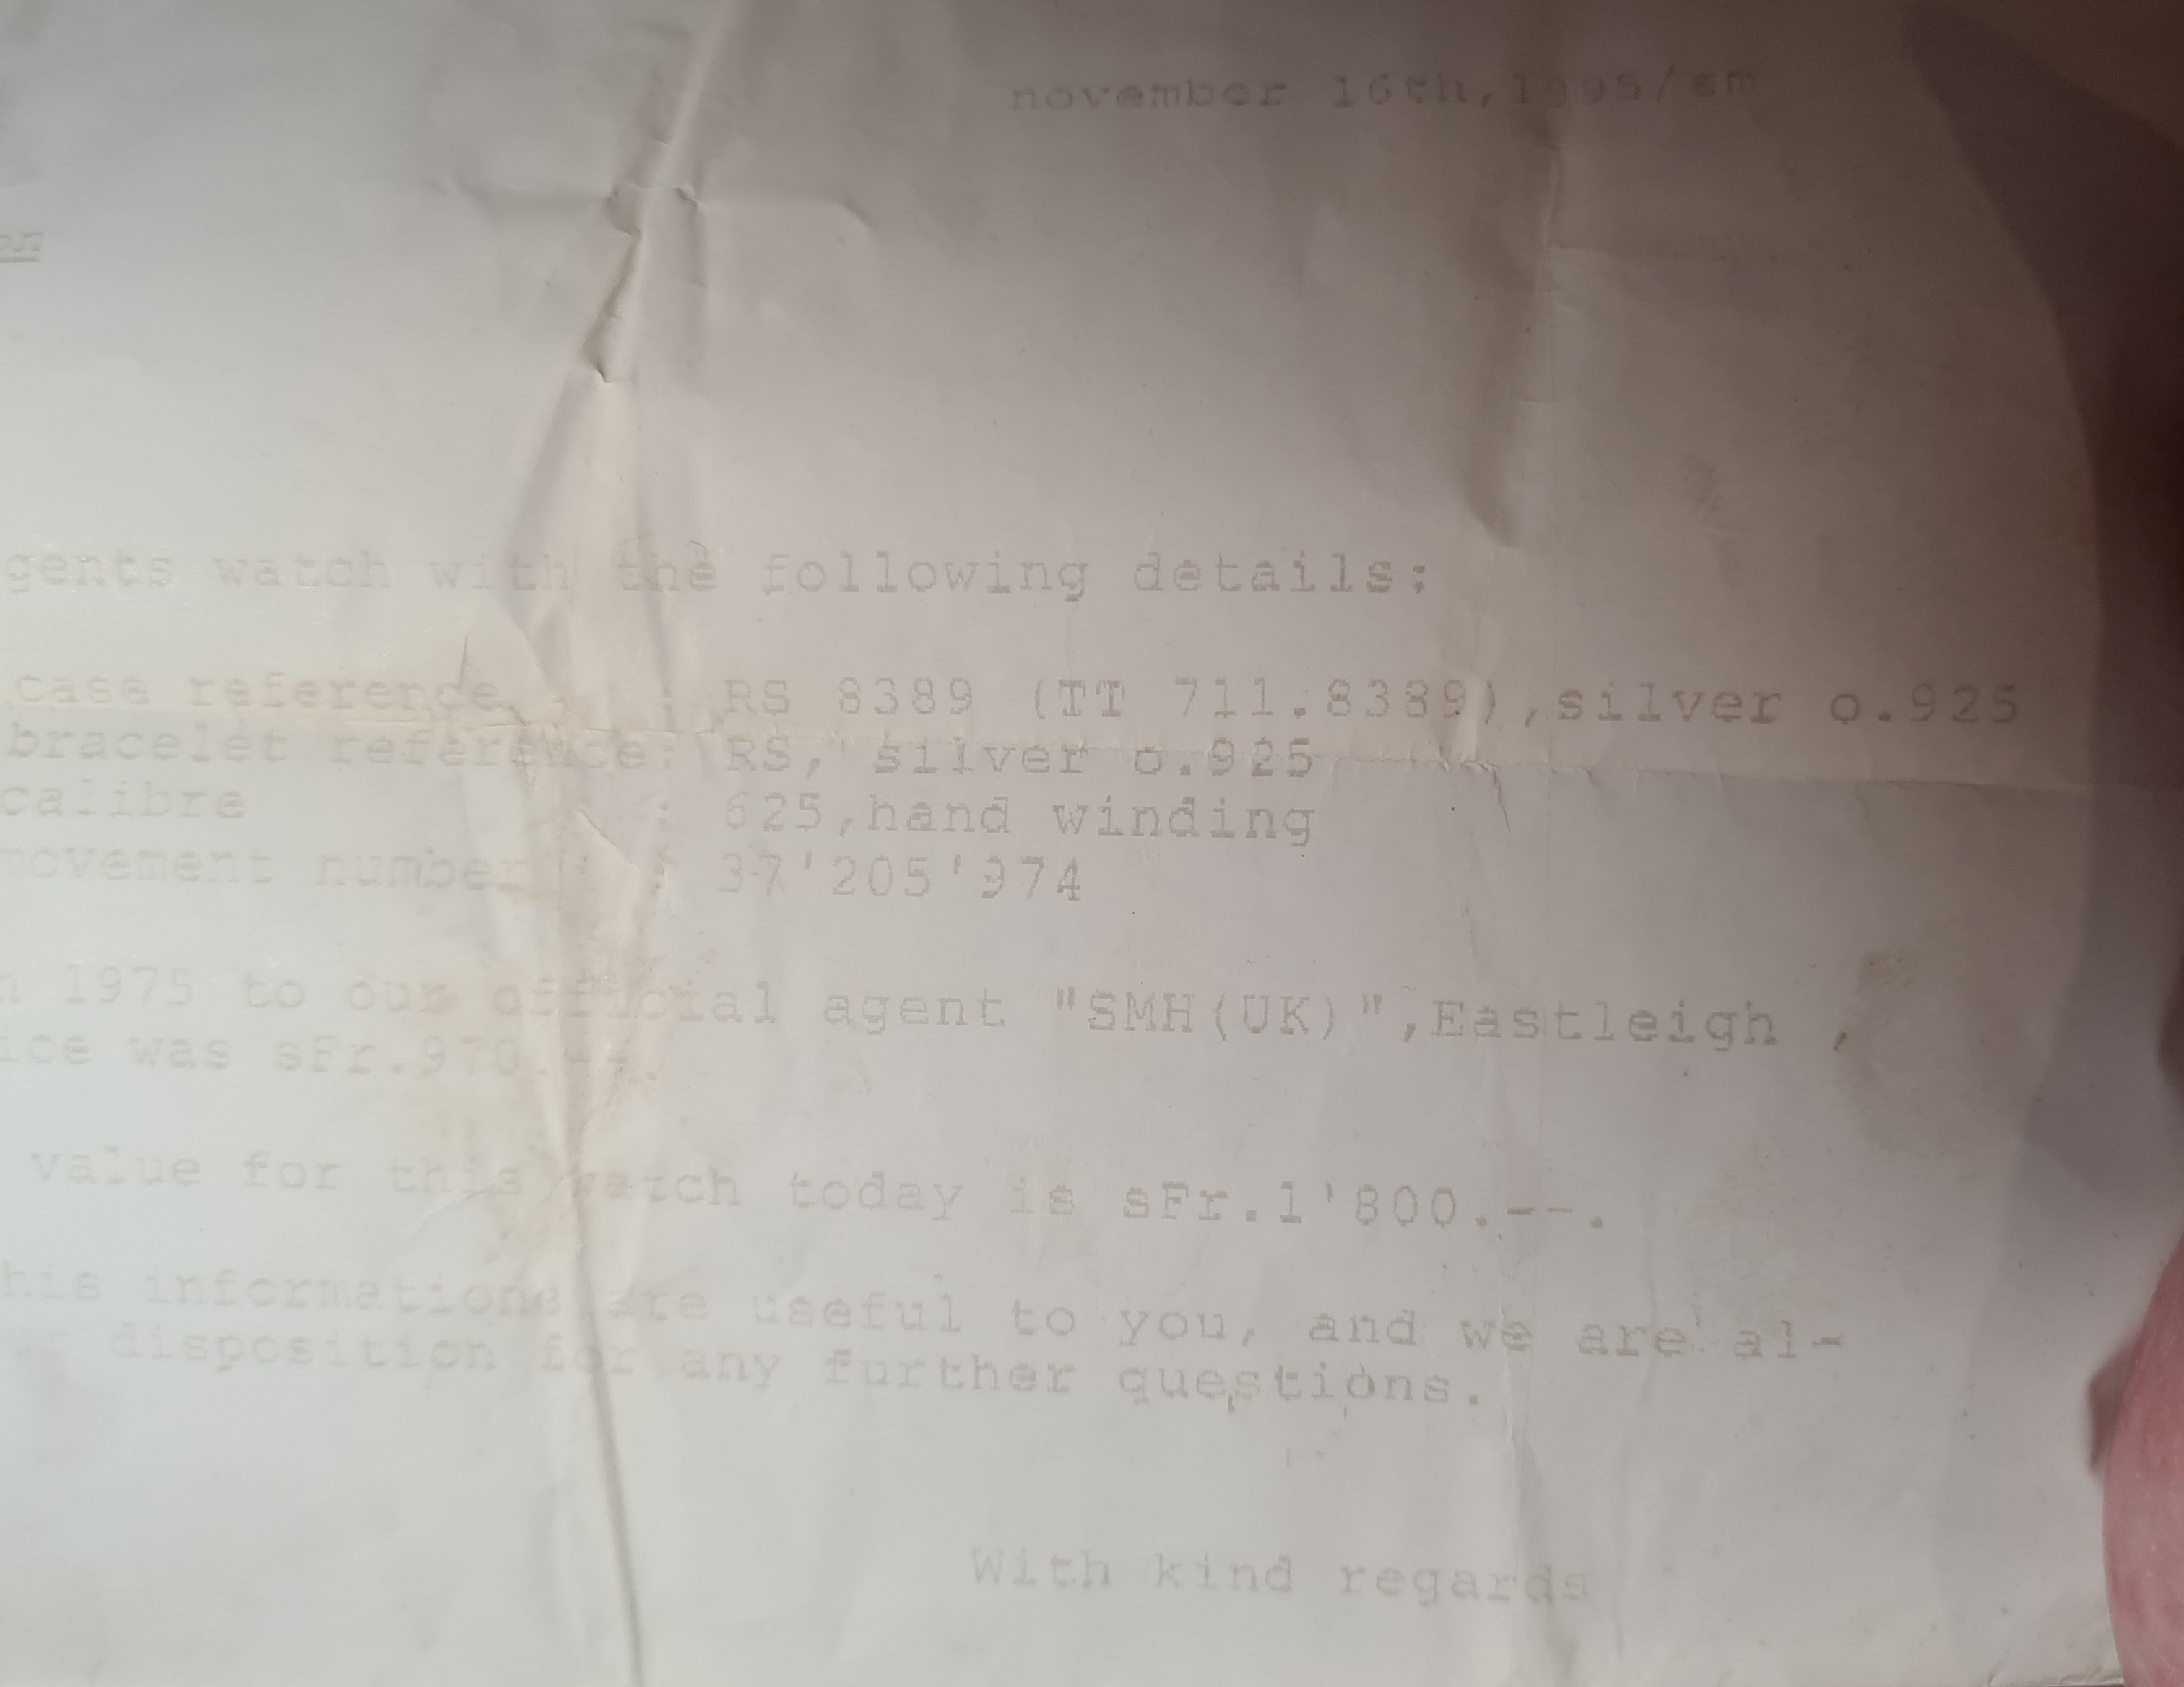 november 16th,1995/sm
on
gents watch with the following details:
case reference : RS 8389 (TT 711.8389),silver o.925
bracelet reference: RS, silver o.925
calibre : 625,hand winding
movement number : 37'205'974
n 1975 to our official agent "SMH(UK)",Eastleigh ,
ice was sFr.970.--.
value for this watch today is sFr.1'800.--.
his informations are useful to you, and we are al-
ur disposition for any further questions.
With kind regards